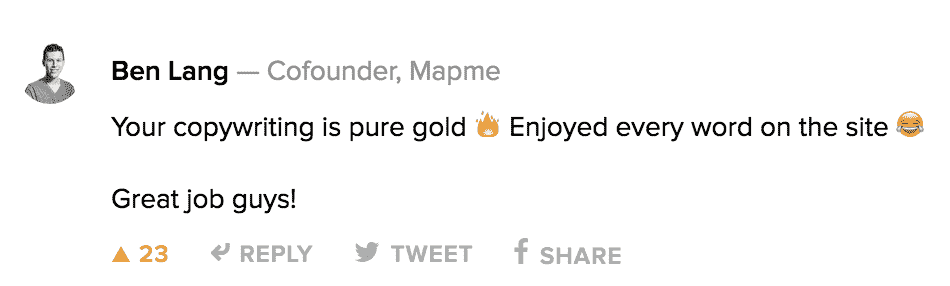 Ben Lang — Cofounder, Mapme
Your copywriting is pure gold 🔥 Enjoyed every word on the site 😂
Great job guys!
▲ 23 REPLY TWEET SHARE